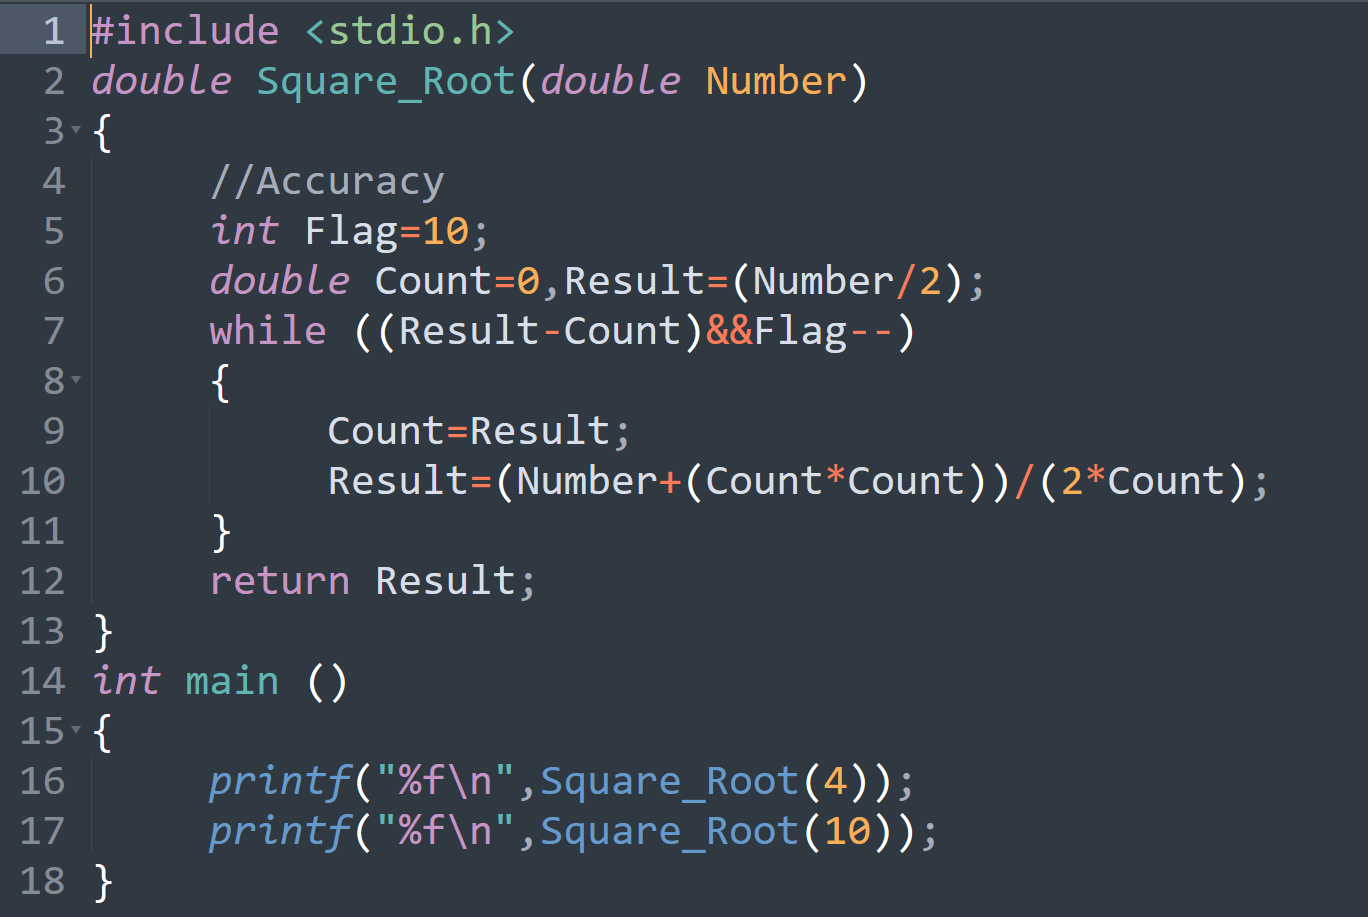 1 #include <stdio.h>
2 double Square_Root(double Number)
3 {
4 //Accuracy
5 int Flag=10;
6 double Count=0,Result=(Number/2);
7 while ((Result-Count)&&Flag--)
8 {
9 Count=Result;
10 Result=(Number+(Count*Count))/(2*Count);
11 }
12 return Result;
13 }
14 int main ()
15 {
16 printf("%f\n",Square_Root(4));
17 printf("%f\n",Square_Root(10));
18 }